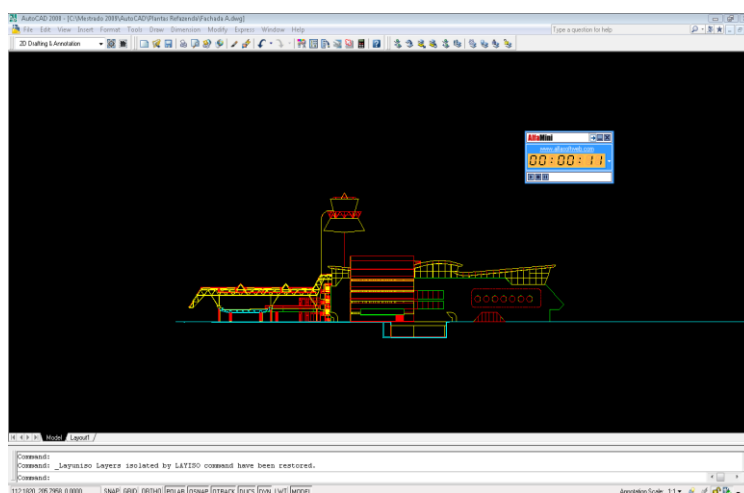 AutoCAD 2008 - [C:\Mestrado 2008\AutoCAD\Plantas Refazendo\Fachada A.dwg]
File Edit View Insert Format Tools Draw Dimension Modify Express Window Help
Type a question for help
2D Drafting & Annotation
AllaMini
www.allasoftweb.com
00:00:11
Model Layout1
Command:
Command: _Layuniso Layers isolated by LAYISO command have been restored.
Command:
SNAP GRID ORTHO POLAR OSNAP OTRACK DUCS DYN LWT MODEL
Annotation Scale: 1:1